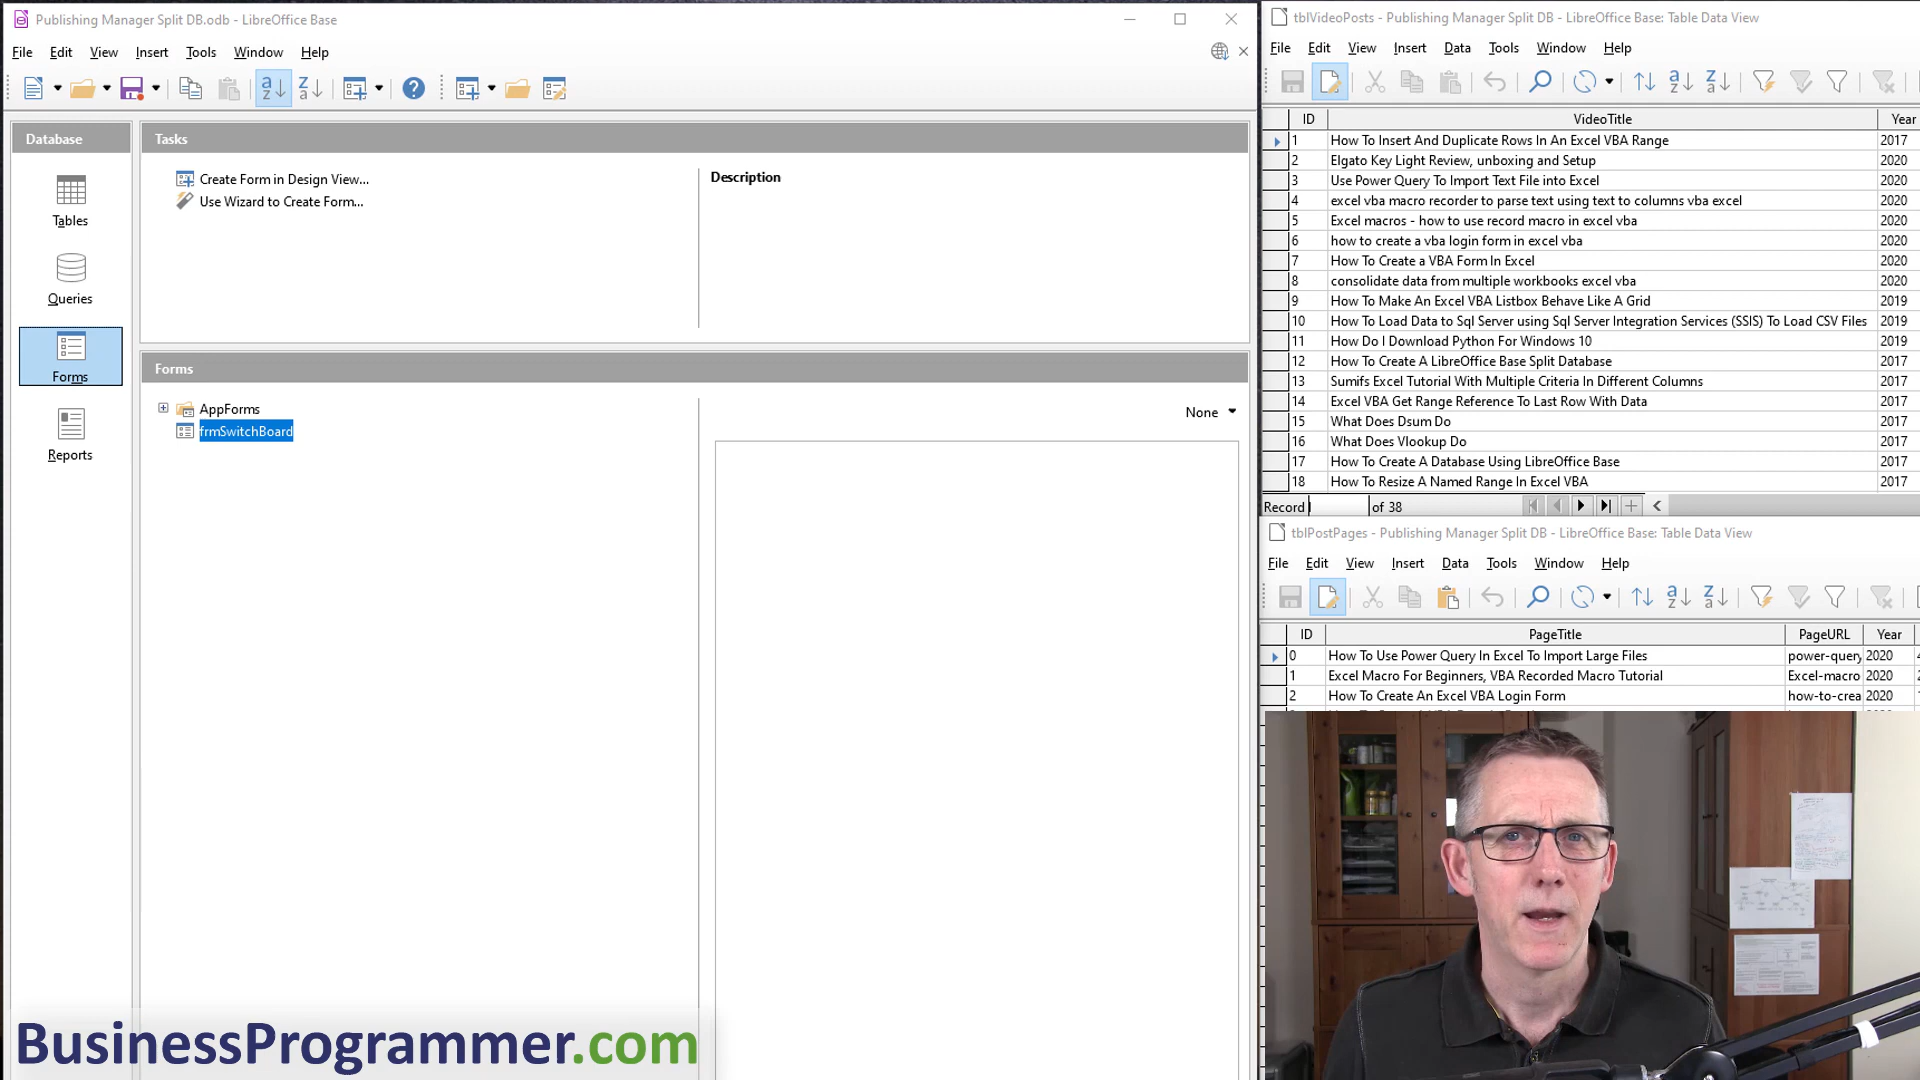 Publishing Manager Split DB.odb - LibreOffice Base
File Edit View Insert Tools Window Help
Database
Tables
Queries
Forms
Reports
Tasks
Create Form in Design View...
Use Wizard to Create Form...
Description
Forms
AppForms
frmSwitchBoard
None
BusinessProgrammer.com
tblVideoPosts - Publishing Manager Split DB - LibreOffice Base: Table Data View
File Edit View Insert Data Tools Window Help
ID VideoTitle Year
1 How To Insert And Duplicate Rows In An Excel VBA Range 2017
2 Elgato Key Light Review, unboxing and Setup 2020
3 Use Power Query To Import Text File into Excel 2020
4 excel vba macro recorder to parse text using text to columns vba excel 2020
5 Excel macros - how to use record macro in excel vba 2020
6 how to create a vba login form in excel vba 2020
7 How To Create a VBA Form In Excel 2020
8 consolidate data from multiple workbooks excel vba 2020
9 How To Make An Excel VBA Listbox Behave Like A Grid 2019
10 How To Load Data to Sql Server using Sql Server Integration Services (SSIS) To Load CSV Files 2019
11 How Do I Download Python For Windows 10 2019
12 How To Create A LibreOffice Base Split Database 2017
13 Sumifs Excel Tutorial With Multiple Criteria In Different Columns 2017
14 Excel VBA Get Range Reference To Last Row With Data 2017
15 What Does Dsum Do 2017
16 What Does Vlookup Do 2017
17 How To Create A Database Using LibreOffice Base 2017
18 How To Resize A Named Range In Excel VBA 2017
Record of 38
tblPostPages - Publishing Manager Split DB - LibreOffice Base: Table Data View
File Edit View Insert Data Tools Window Help
ID PageTitle PageURL Year
0 How To Use Power Query In Excel To Import Large Files power-query 2020
1 Excel Macro For Beginners, VBA Recorded Macro Tutorial Excel-macro 2020
2 How To Create An Excel VBA Login Form how-to-crea 2020